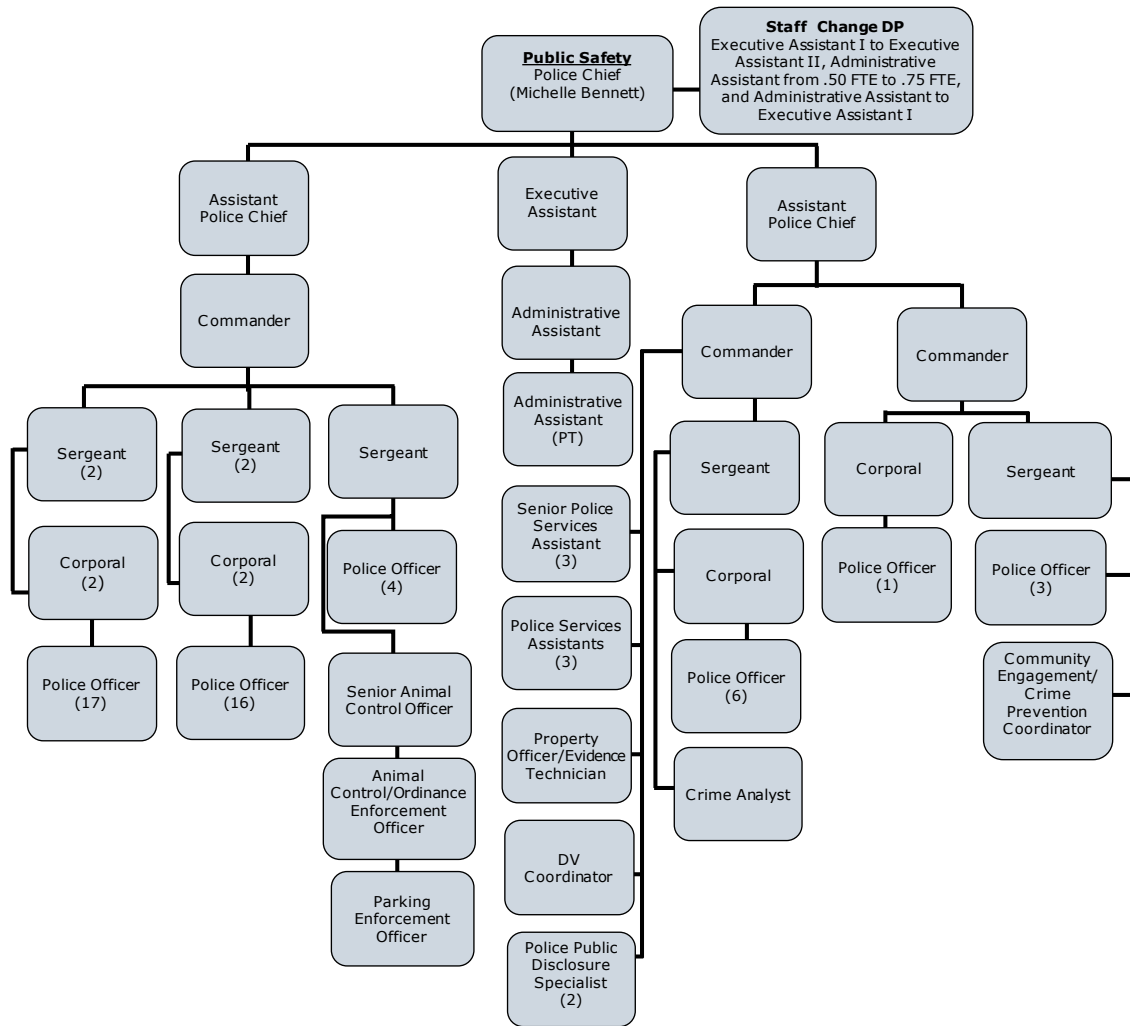 Public Safety
Police Chief
(Michelle Bennett)
Staff Change DP
Executive Assistant I to Executive
Assistant II, Administrative
Assistant from .50 FTE to .75 FTE,
and Administrative Assistant to
Executive Assistant I
Assistant
Police Chief
Executive
Assistant
Assistant
Police Chief
Commander
Administrative
Assistant
Commander
Commander
Administrative
Assistant
(PT)
Sergeant
(2)
Sergeant
(2)
Sergeant
Sergeant
Corporal
Sergeant
Senior Police
Services
Assistant
(3)
Corporal
(2)
Corporal
(2)
Police Officer
(4)
Corporal
Police Officer
(1)
Police Officer
(3)
Police Services
Assistants
(3)
Police Officer
(17)
Police Officer
(16)
Senior Animal
Control Officer
Police Officer
(6)
Community
Engagement/
Crime
Prevention
Coordinator
Property
Officer/Evidence
Technician
Animal
Control/Ordinance
Enforcement
Officer
Crime Analyst
DV
Coordinator
Parking
Enforcement
Officer
Police Public
Disclosure
Specialist
(2)